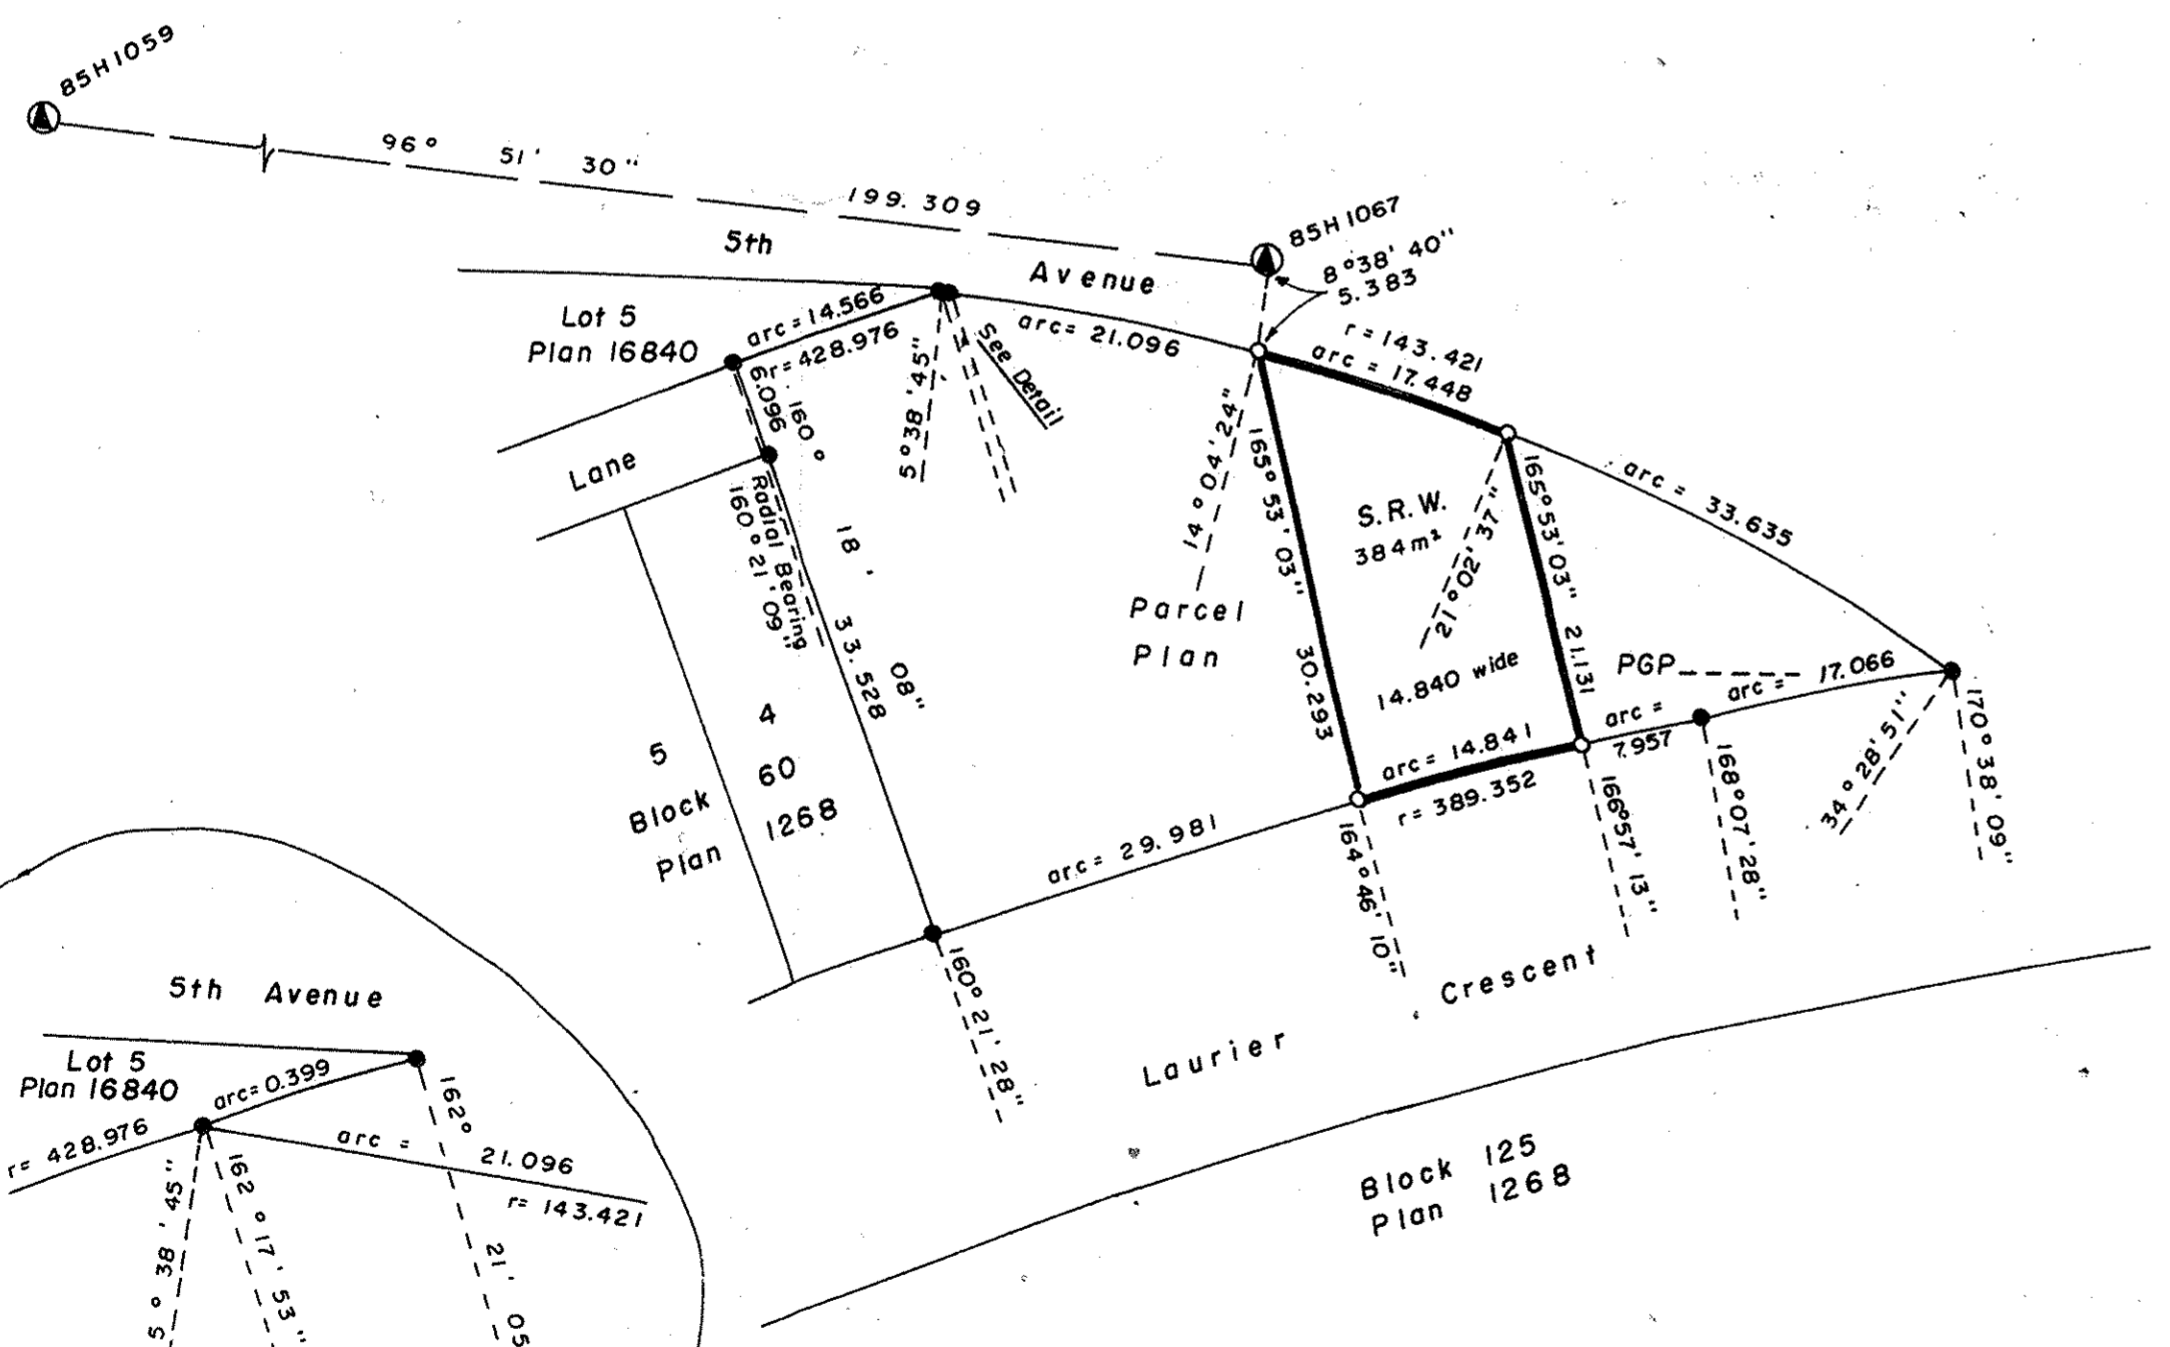 85H1059
96° 51' 30"
199.309
85H1067
8°38' 40"
5.383
5th Avenue
Lot 5
Plan 16840
arc = 14.566
r= 428.976
6.096
160° 18' 08"
33.528
5°38'45"
See Detail
arc= 21.096
r = 143.421
arc = 17.448
14°04'24"
165°53'03"
30.293
S.R.W.
384m²
21°02'37"
14.840 wide
165°53'03"
21.131
arc = 33.635
Lane
Radial Bearing
160°21'09"
Parcel
Plan
PGP_____
arc = 17.066
arc = 7.957
arc = 14.841
r= 389.352
34°28'51"
170°38'09"
168°07'28"
166°57'13"
164°46'10"
5 4
Block 60
Plan 1268
arc= 29.981
160°21'28"
Laurier Crescent
Block 125
Plan 1268
5th Avenue
Lot 5
Plan 16840
arc=0.399
r= 428.976
arc = 21.096
r= 143.421
5° 38' 45"
162°17'53"
162° 21' 05